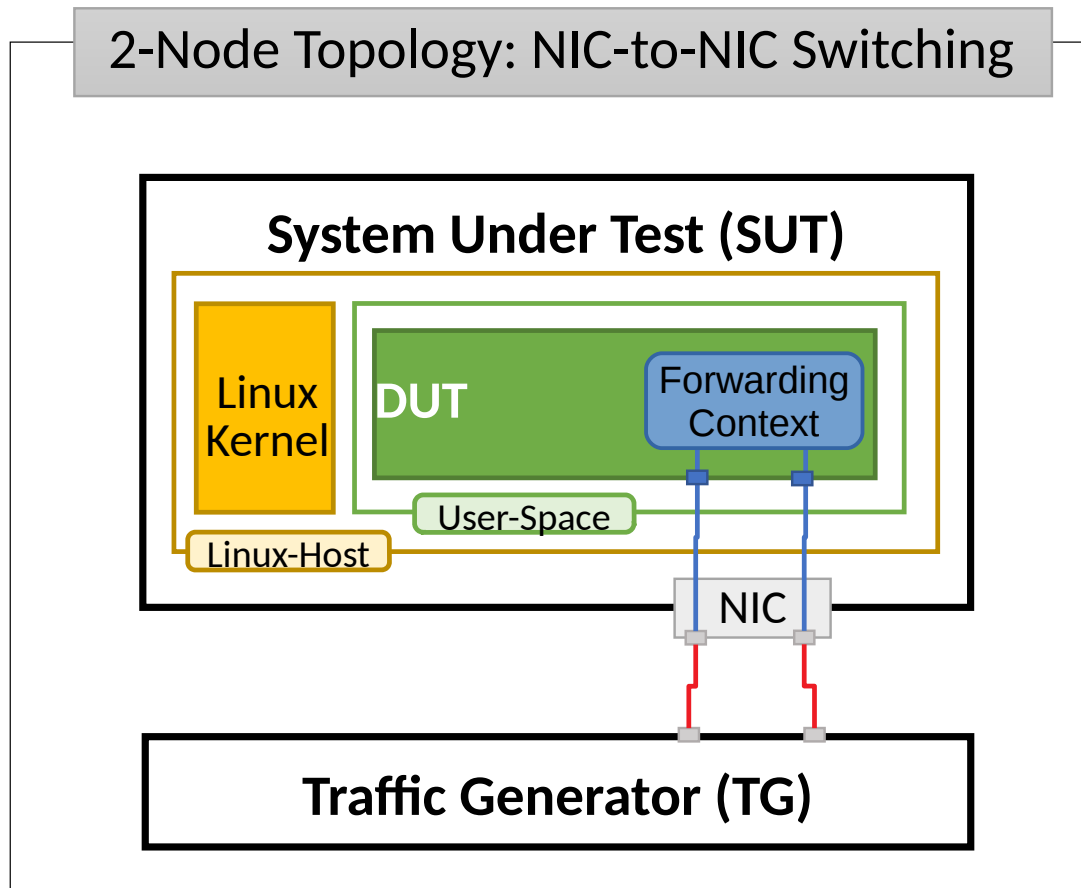 2-Node Topology: NIC-to-NIC Switching
System Under Test (SUT)
Linux
Kernel
DUT
Forwarding
Context
User-Space
Linux-Host
NIC
Traffic Generator (TG)